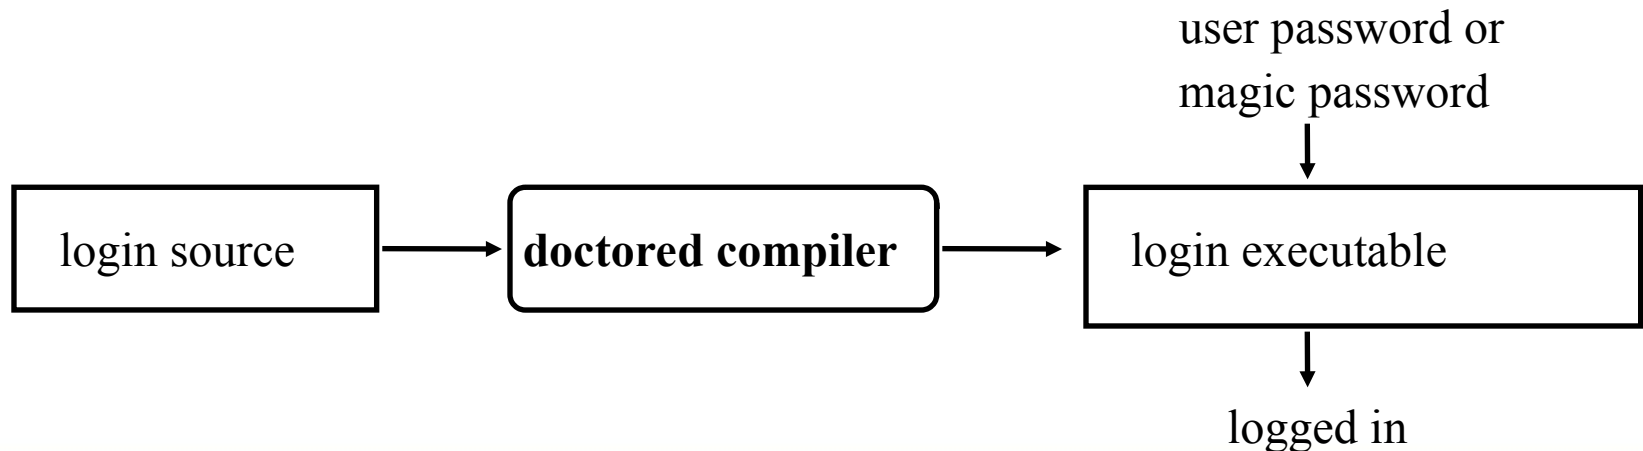 user password or
magic password
login source
doctored compiler
login executable
logged in